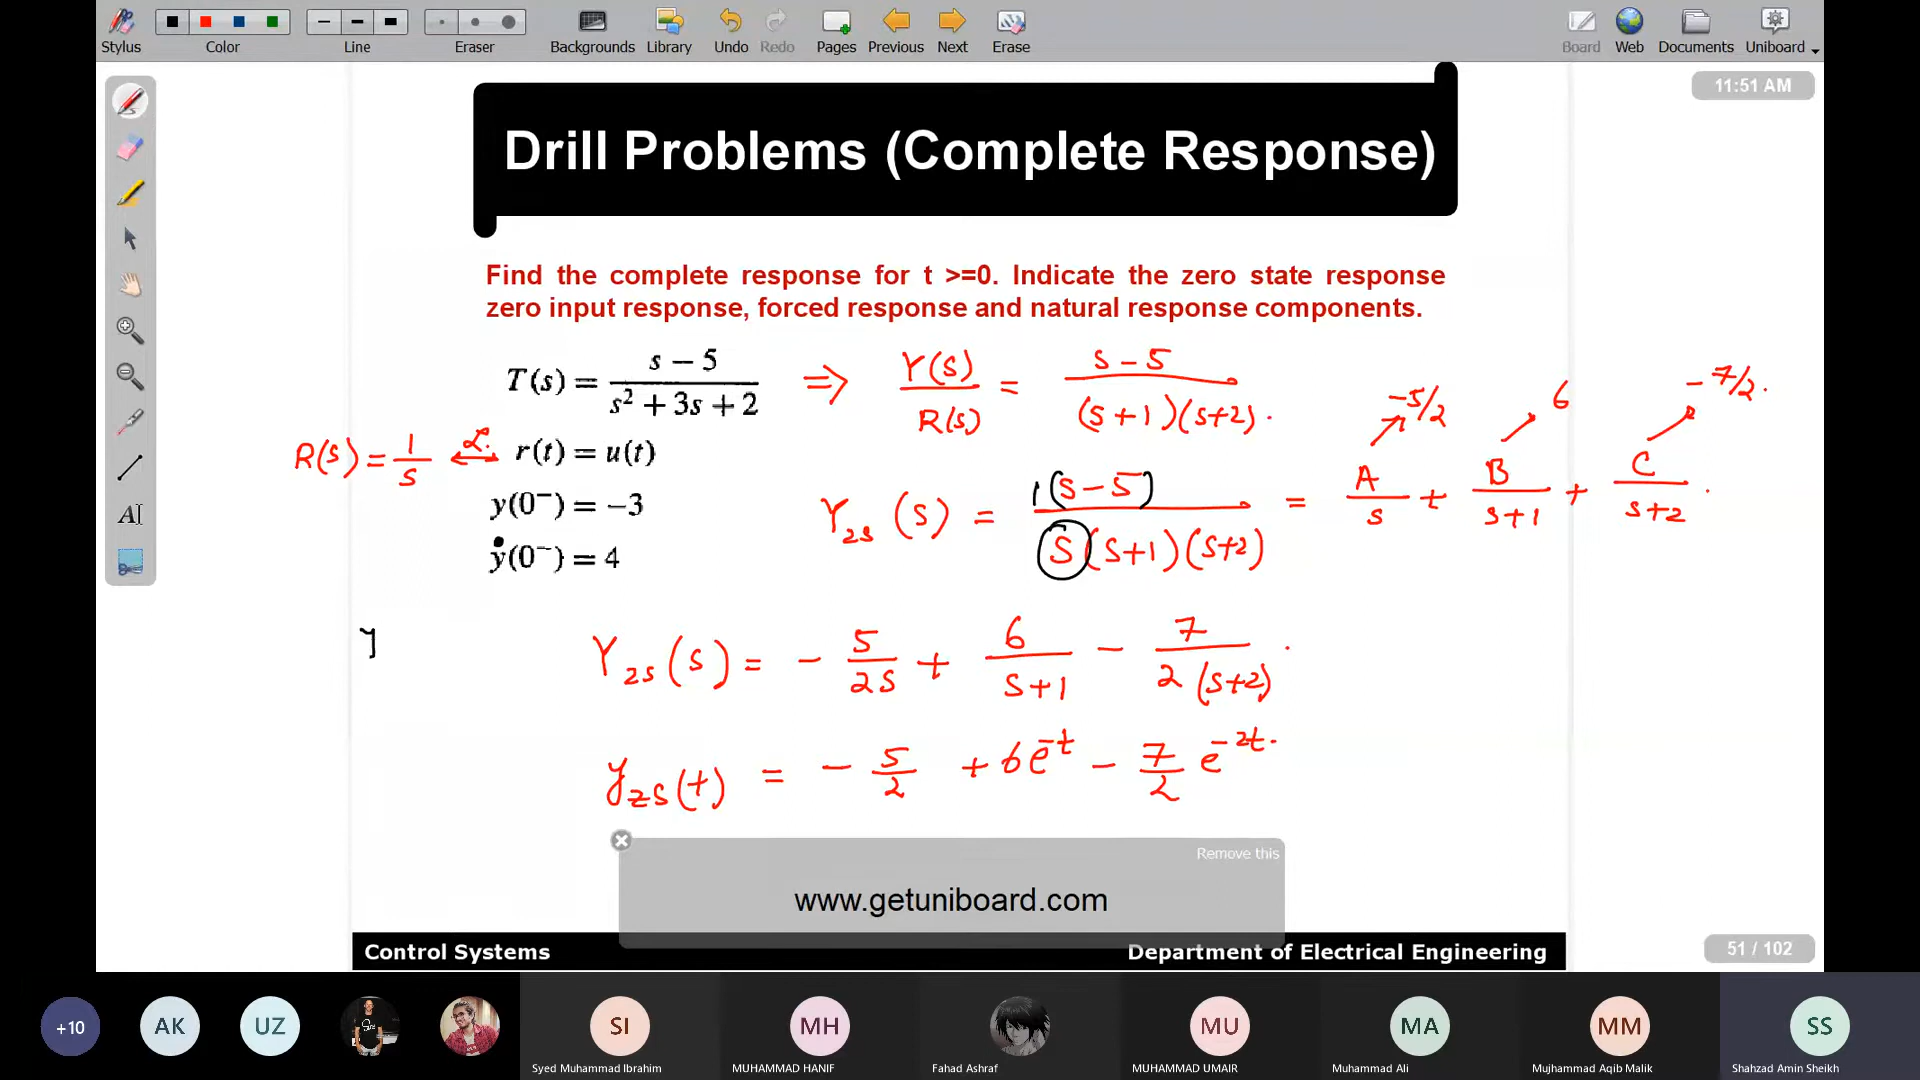 Stylus Color Line Eraser Backgrounds Library Undo Redo Pages Previous Next Erase Board Web Documents Uniboard
11:51 AM
Drill Problems (Complete Response)
Find the complete response for t >=0. Indicate the zero state response
zero input response, forced response and natural response components.
T(s) = (s − 5)/(s² + 3s + 2) ⇒ Y(s)/R(s) = (s − 5)/((s+1)(s+2)).
R(s) = 1/s ↔ ℒ r(t) = u(t)
y(0⁻) = −3
ẏ(0⁻) = 4
Yzs(s) = 1(s−5)/(s(s+1)(s+2)) = A/s + B/(s+1) + C/(s+2).
−5/2 6 −7/2.
y
Yzs(s) = − 5/2s + 6/(s+1) − 7/(2(s+2)).
yzs(t) = − 5/2 + 6e^−t − 7/2 e^−2t.
Remove this
www.getuniboard.com
Control Systems Department of Electrical Engineering
51 / 102
+10 AK UZ SI MH MU MA MM SS
Syed Muhammad Ibrahim MUHAMMAD HANIF Fahad Ashraf MUHAMMAD UMAIR Muhammad Ali Mujhammad Aqib Malik Shahzad Amin Sheikh